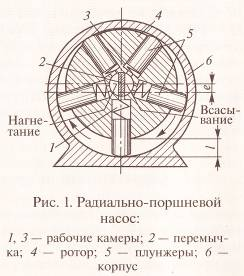 3 4 5
2 6
e
Нагне-
тание
Всасы-
вание
1
l
Рис. 1. Радиально-поршневой
насос:
1, 3 — рабочие камеры; 2 — перемыч-
ка; 4 — ротор; 5 — плунжеры; 6 —
корпус